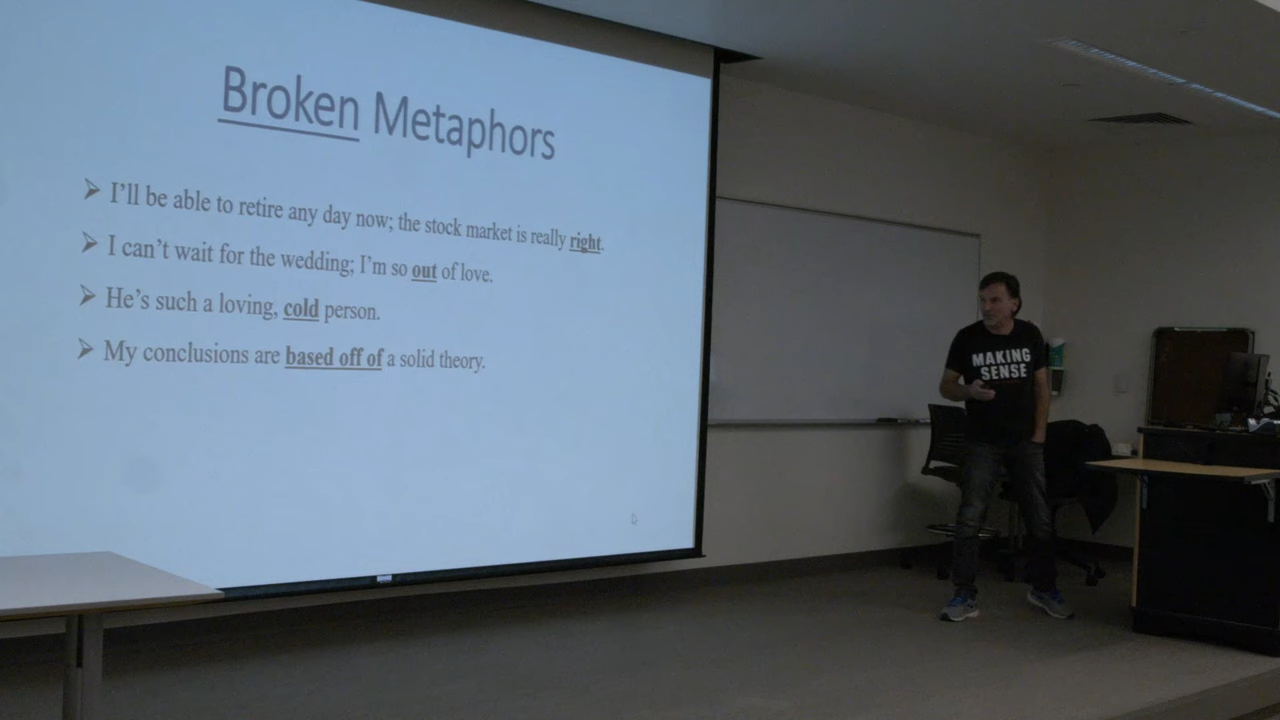 Broken Metaphors
➢ I'll be able to retire any day now; the stock market is really right.
➢ I can't wait for the wedding; I'm so out of love.
➢ He's such a loving, cold person.
➢ My conclusions are based off of a solid theory.
MAKING
SENSE